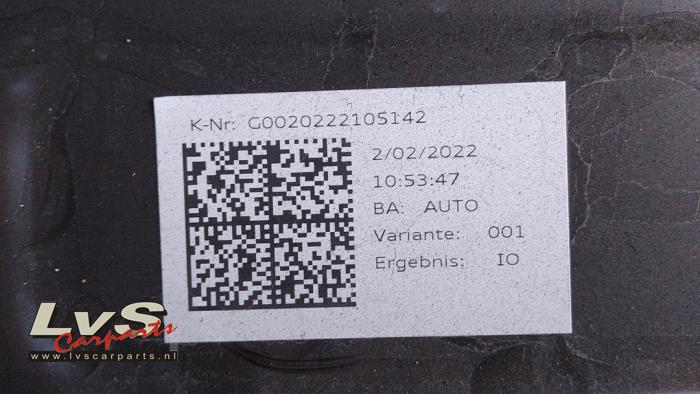 K-Nr: G0020222105142
2/02/2022
10:53:47
BA: AUTO
Variante: 001
Ergebnis: IO
LvS
Carparts
www.lvscarparts.nl